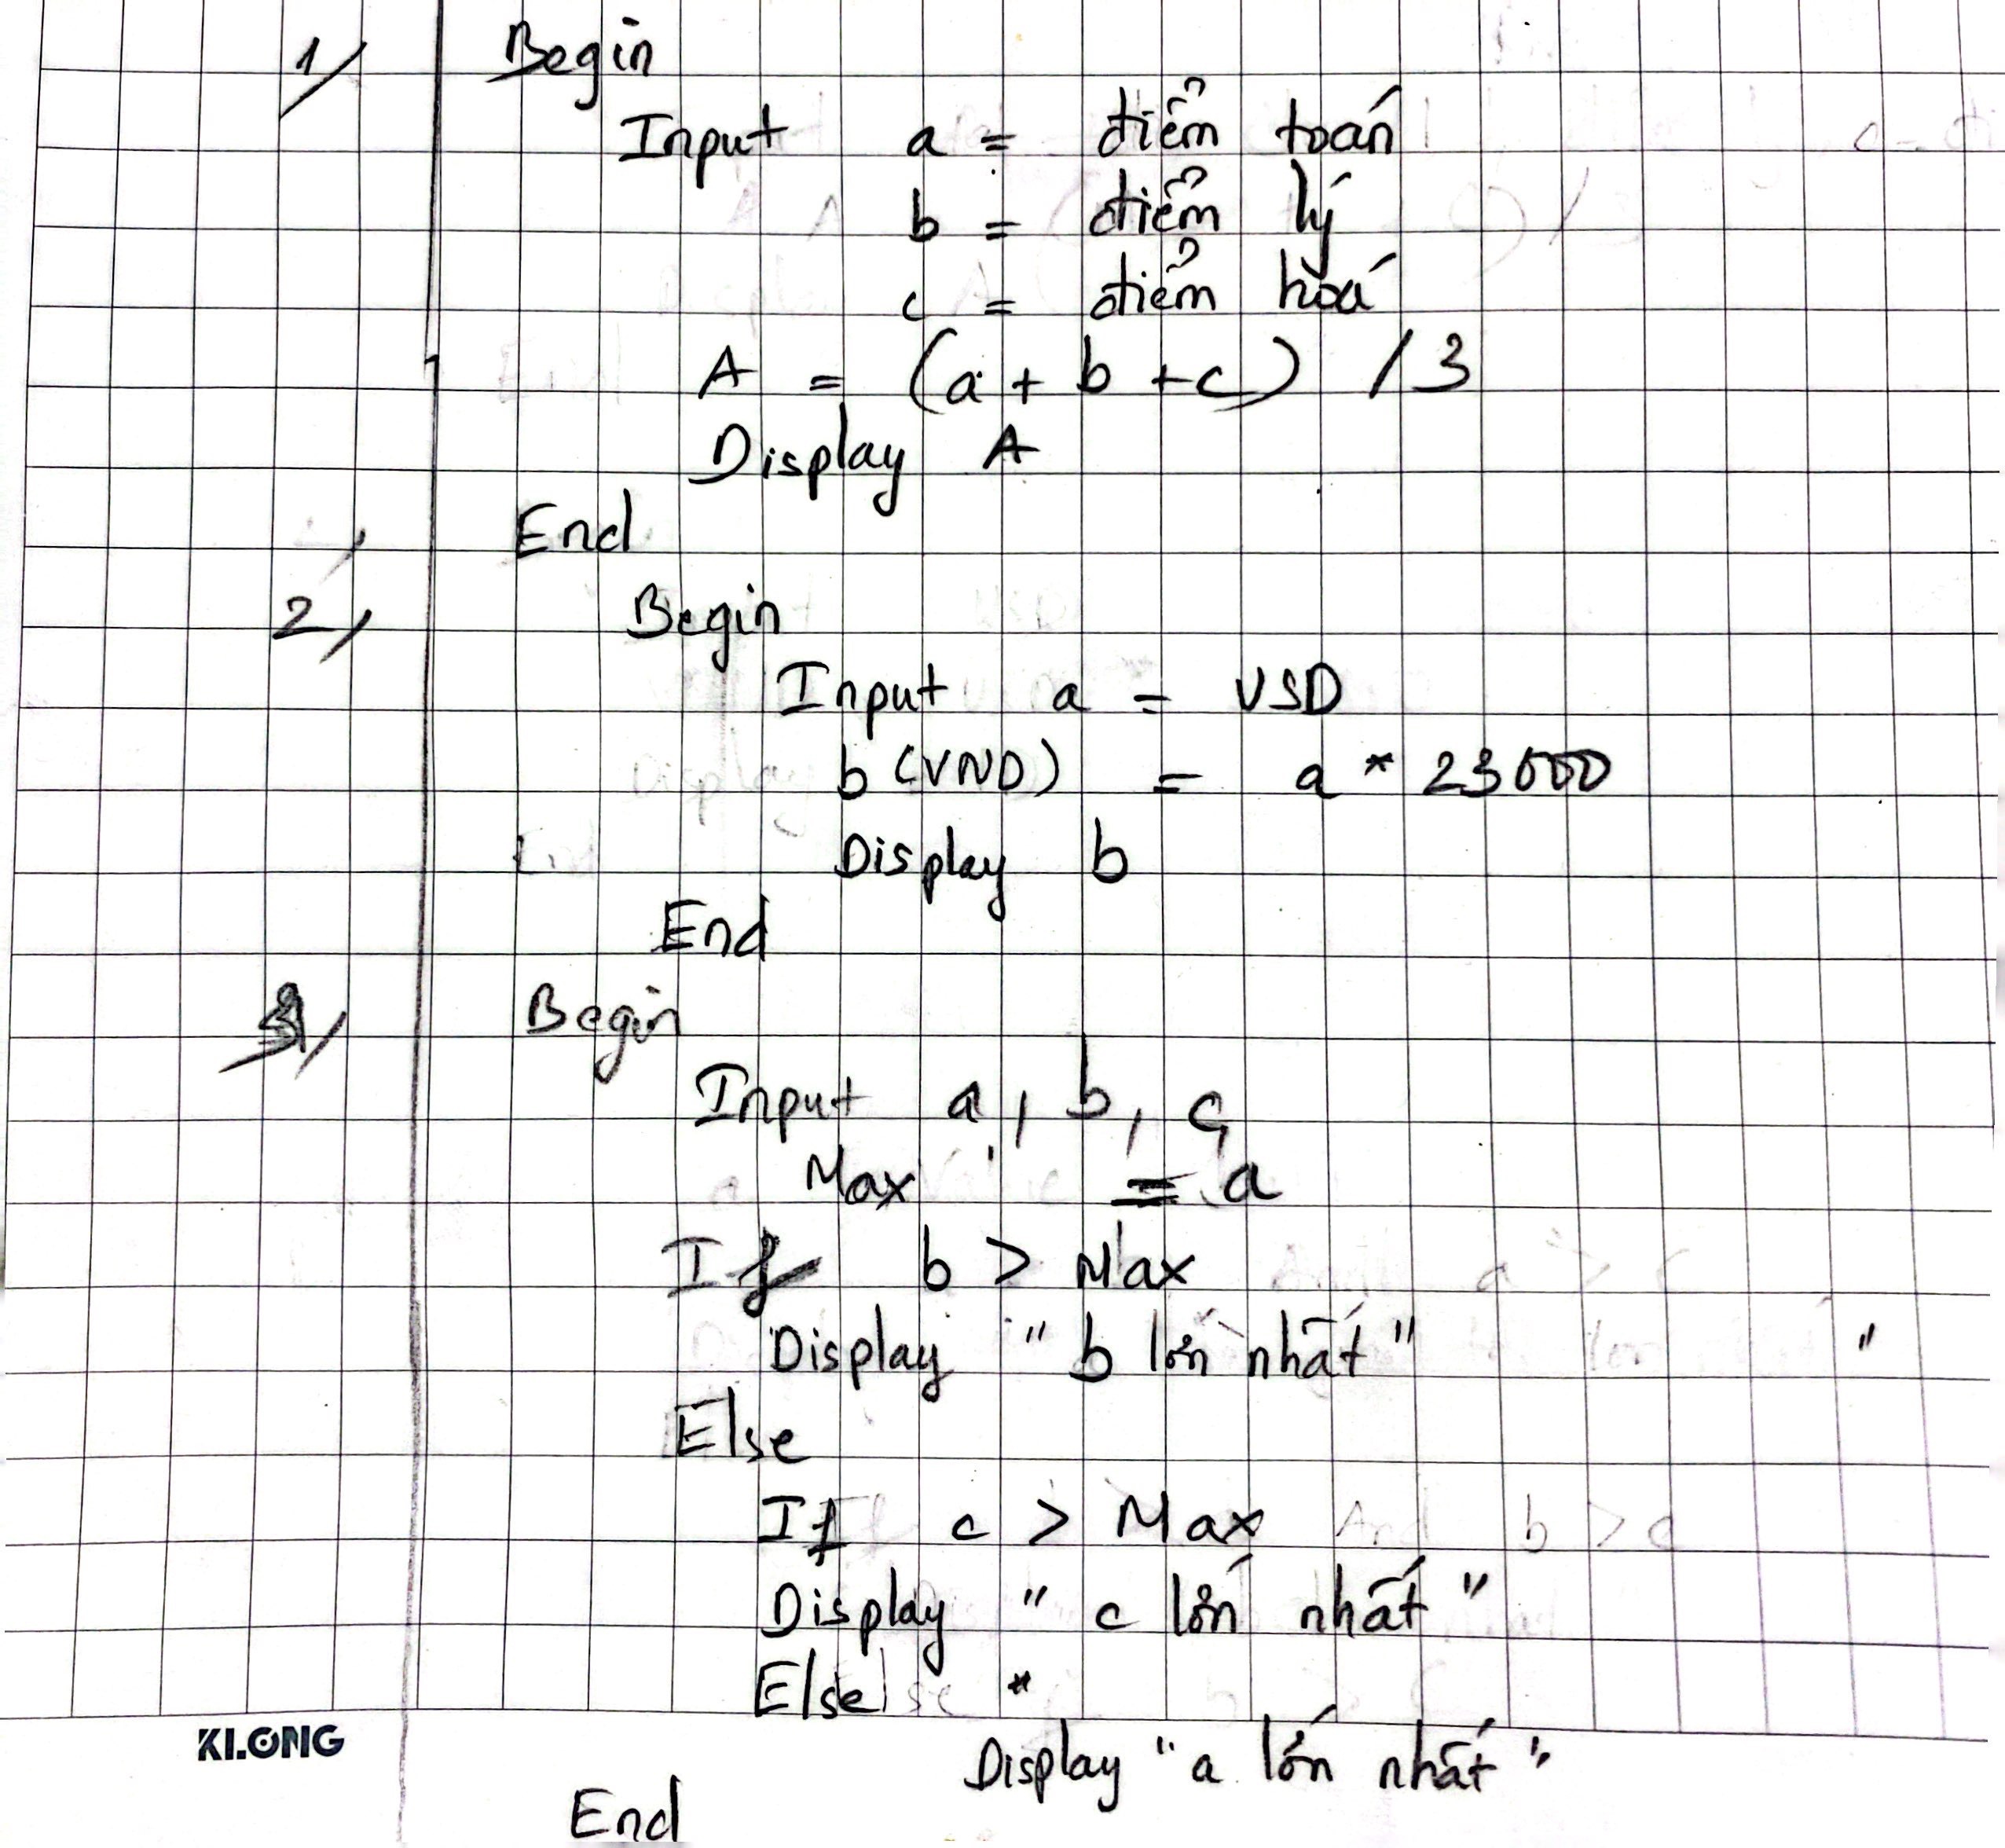 1/ Begin
Input a = điểm toán
b = điểm lý
c = điểm hoá
A = (a + b + c) / 3
Display A
End
2/ Begin
Input a = USD
b (VND) = a * 23000
Display b
End
3/ Begin
Input a, b, c,
Max = a
If b > Max
Display " b lớn nhất " "
Else
If c > Max And b > c
Display " c lớn nhất "
Else *
KLONG
Display " a lớn nhất "
End